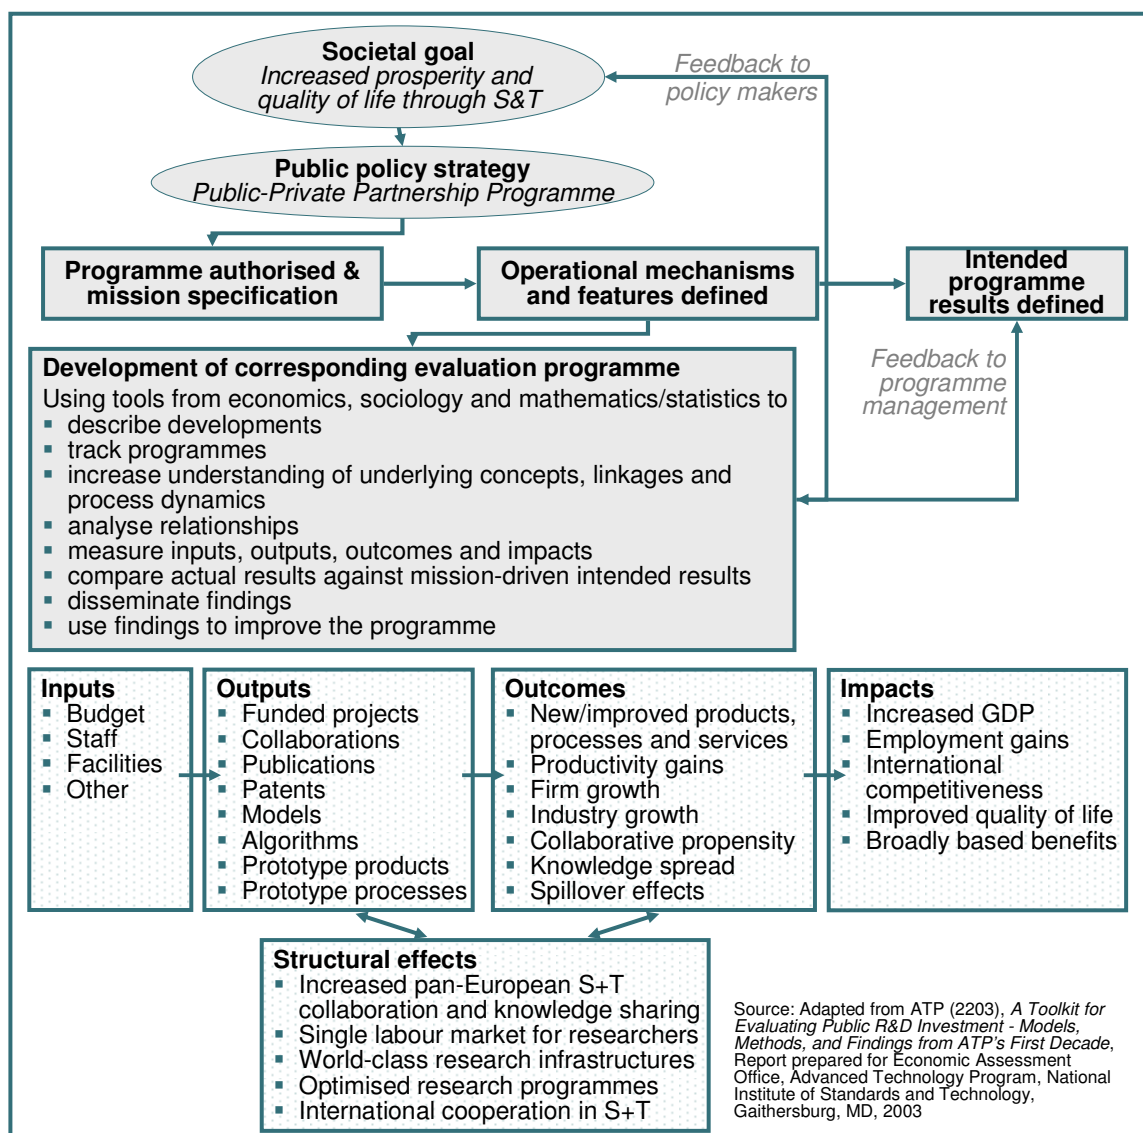 Societal goal
Increased prosperity and
quality of life through S&T
Feedback to
policy makers
Public policy strategy
Public-Private Partnership Programme
Programme authorised &
mission specification
Operational mechanisms
and features defined
Intended
programme
results defined
Development of corresponding evaluation programme
Using tools from economics, sociology and mathematics/statistics to
▪ describe developments
▪ track programmes
▪ increase understanding of underlying concepts, linkages and
process dynamics
▪ analyse relationships
▪ measure inputs, outputs, outcomes and impacts
▪ compare actual results against mission-driven intended results
▪ disseminate findings
▪ use findings to improve the programme
Feedback to
programme
management
Inputs
▪ Budget
▪ Staff
▪ Facilities
▪ Other
Outputs
▪ Funded projects
▪ Collaborations
▪ Publications
▪ Patents
▪ Models
▪ Algorithms
▪ Prototype products
▪ Prototype processes
Outcomes
▪ New/improved products,
processes and services
▪ Productivity gains
▪ Firm growth
▪ Industry growth
▪ Collaborative propensity
▪ Knowledge spread
▪ Spillover effects
Impacts
▪ Increased GDP
▪ Employment gains
▪ International
competitiveness
▪ Improved quality of life
▪ Broadly based benefits
Structural effects
▪ Increased pan-European S+T
collaboration and knowledge sharing
▪ Single labour market for researchers
▪ World-class research infrastructures
▪ Optimised research programmes
▪ International cooperation in S+T
Source: Adapted from ATP (2203), A Toolkit for
Evaluating Public R&D Investment - Models,
Methods, and Findings from ATP's First Decade,
Report prepared for Economic Assessment
Office, Advanced Technology Program, National
Institute of Standards and Technology,
Gaithersburg, MD, 2003